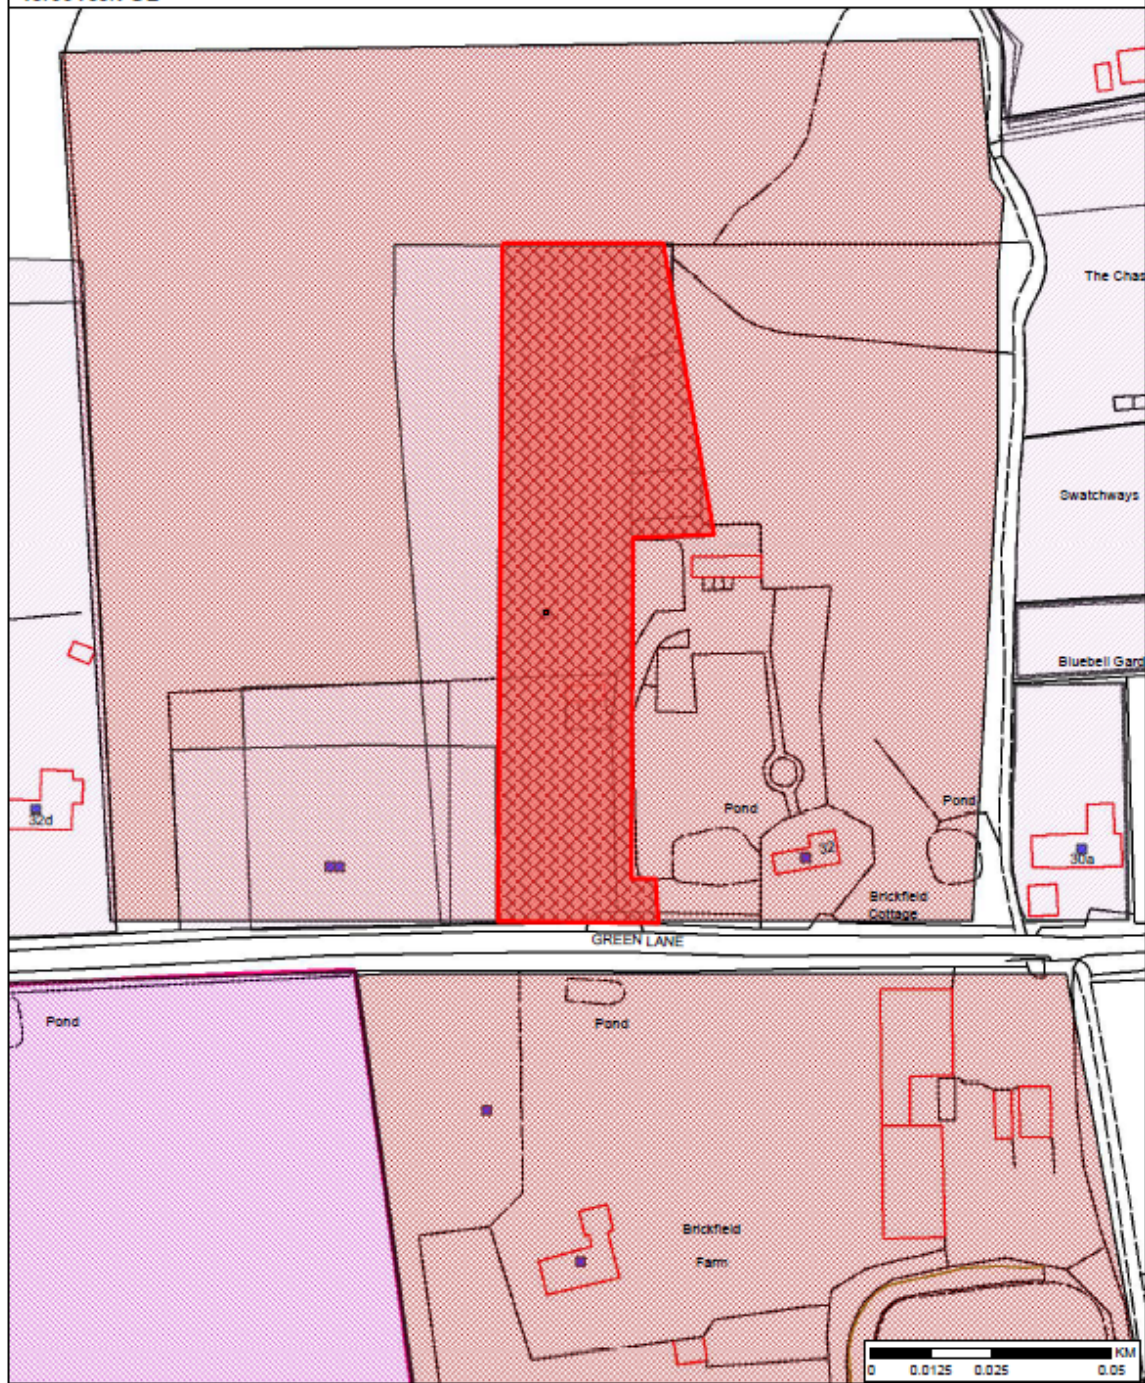 The Chas
Swatchways
Bluebell Gard
32d
Pond
Pond
32
30a
Brickfield
Cottage
GREEN LANE
Pond
Pond
Brickfield
Farm
KM
0 0.0125 0.025 0.05